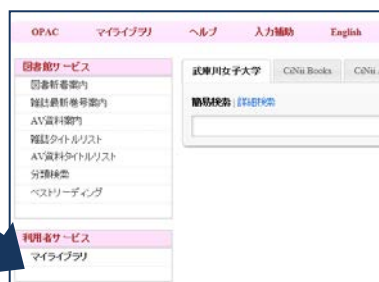 OPAC マイライブラリ ヘルプ 入力補助 English
図書館サービス
図書新着案内
雑誌最新巻号案内
AV資料案内
雑誌タイトルリスト
AV資料タイトルリスト
分類検索
ベストリーディング
利用者サービス
マイライブラリ
武庫川女子大学 CiNii Books CiNii
簡易検索 | 詳細検索